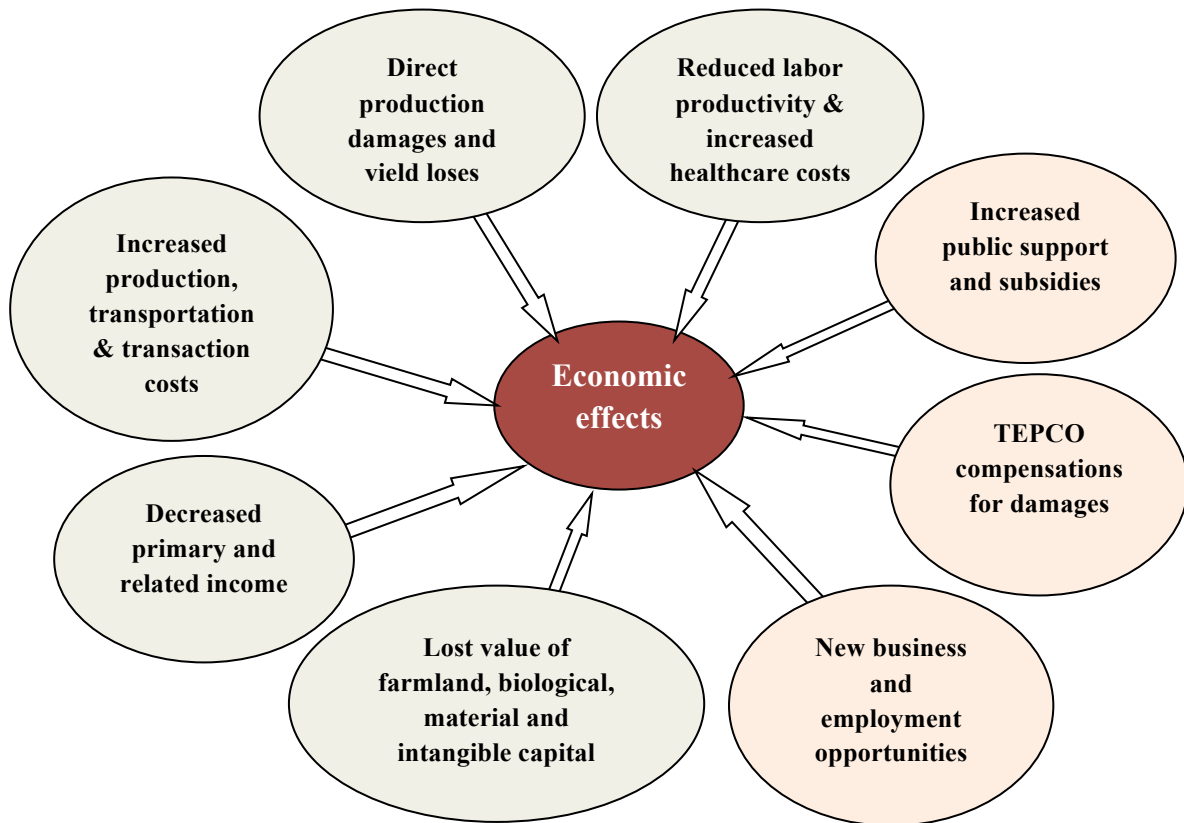 Direct
production
damages and
yield loses
Reduced labor
productivity &
increased
healthcare costs
Increased
public support
and subsidies
Increased
production,
transportation
& transaction
costs
Economic
effects
TEPCO
compensations
for damages
Decreased
primary and
related income
Lost value of
farmland, biological,
material and
intangible capital
New business
and
employment
opportunities